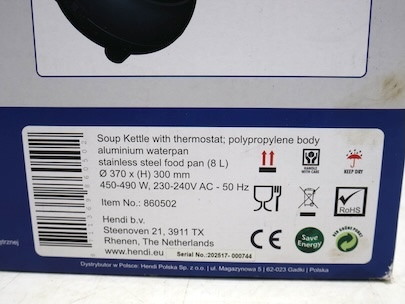 Soup Kettle with thermostat; polypropylene body
aluminium waterpan
stainless steel food pan (8 L)
Ø 370 x (H) 300 mm
450-490 W, 230-240V AC - 50 Hz
Item No.: 860502
Hendi b.v.
Steenoven 21, 3911 TX
Rhenen, The Netherlands
www.hendi.eu
Serial No.:202517- 000744
HANDLE WITH CARE
KEEP DRY
RoHS
CE
Save
Energy
Dystrybutor w Polsce: Hendi Polska Sp. z o.o. | ul. Magazynowa 5 | 62-023 Gądki | Polska